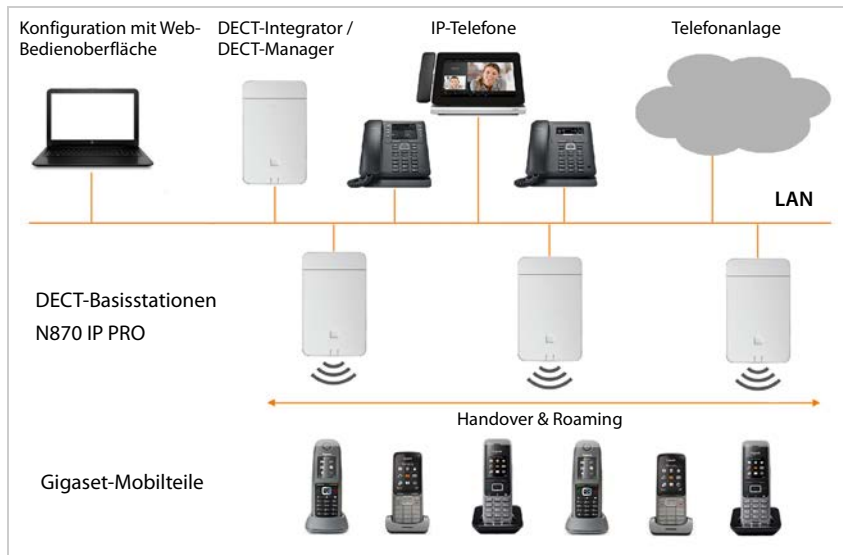 Konfiguration mit Web-
Bedienoberfläche
DECT-Integrator /
DECT-Manager
IP-Telefone
Telefonanlage
LAN
DECT-Basisstationen
N870 IP PRO
Handover & Roaming
Gigaset-Mobilteile